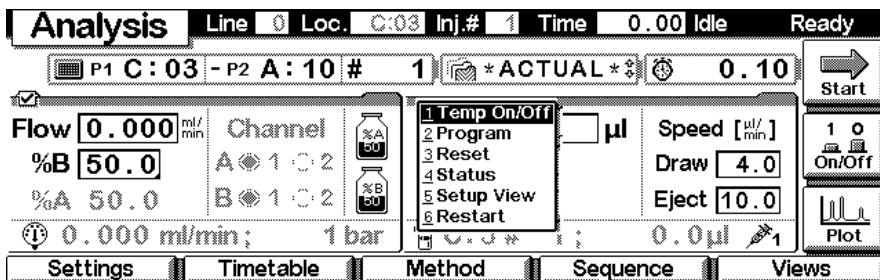 Analysis Line 0 Loc. C:03 Inj.# 1 Time 0.00 Idle Ready
P1 C:03 - P2 A:10 # 1 *ACTUAL* 0.10
Start
Flow 0.000 ml/min Channel %A 50
%B 50.0 A 1 2
%A 50.0 B 1 2 %B 50
0.000 ml/min; 1 bar
1 Temp On/Off
2 Program
3 Reset
4 Status
5 Setup View
6 Restart
µl Speed [µl/min]
Draw 4.0
Eject 10.0
; 0.0µl 1
1 0
On/Off
Plot
Settings Timetable Method Sequence Views